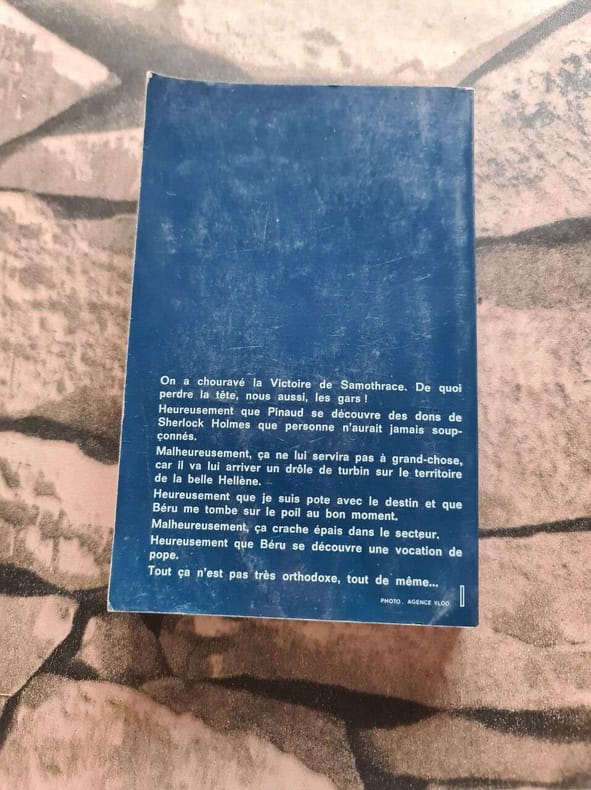 On a chouravé la Victoire de Samothrace. De quoi
perdre la tête, nous aussi, les gars !
Heureusement que Pinaud se découvre des dons de
Sherlock Holmes que personne n'aurait jamais soup-
çonnés.
Malheureusement, ça ne lui servira pas à grand-chose,
car il va lui arriver un drôle de turbin sur le territoire
de la belle Hellène.
Heureusement que je suis pote avec le destin et que
Béru me tombe sur le poil au bon moment.
Malheureusement, ça crache épais dans le secteur.
Heureusement que Béru se découvre une vocation de
pope.
Tout ça n'est pas très orthodoxe, tout de même...
PHOTO . AGENCE VLOO